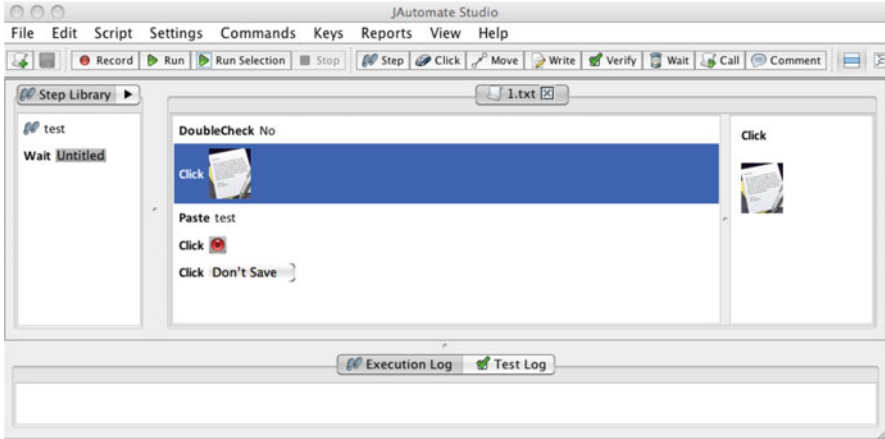 JAutomate Studio
File Edit Script Settings Commands Keys Reports View Help
Record Run Run Selection Stop Step Click Move Write Verify Wait Call Comment
Step Library 1.txt
test
Wait Untitled
DoubleCheck No
Click
Paste test
Click
Click Don't Save
Click
Execution Log Test Log